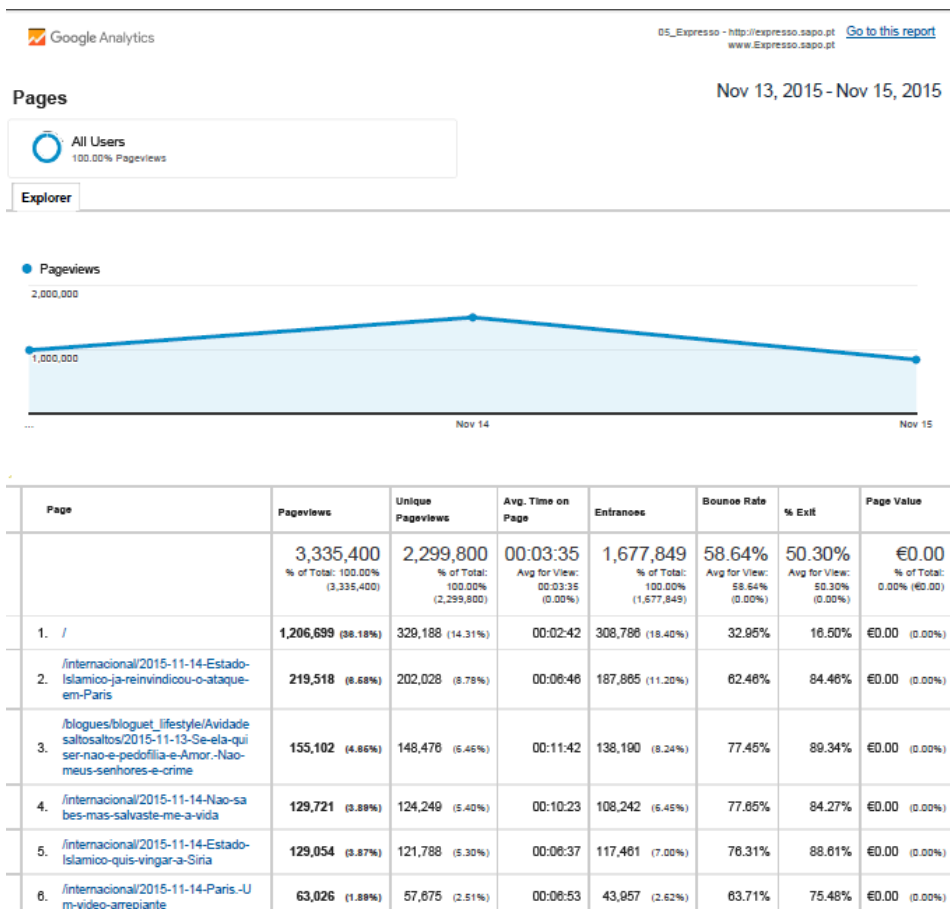 Google Analytics
05_Expresso - http://expresso.sapo.pt
www.Expresso.sapo.pt
Go to this report
Pages
Nov 13, 2015 - Nov 15, 2015
All Users
100.00% Pageviews
Explorer
Pageviews
2,000,000
1,000,000
...
Nov 14
Nov 15
Page
Pageviews
Unique Pageviews
Avg. Time on Page
Entrances
Bounce Rate
% Exit
Page Value
3,335,400
% of Total: 100.00% (3,335,400)
2,299,800
% of Total: 100.00% (2,299,800)
00:03:35
Avg for View: 00:03:35 (0.00%)
1,677,849
% of Total: 100.00% (1,677,849)
58.64%
Avg for View: 58.64% (0.00%)
50.30%
Avg for View: 50.30% (0.00%)
€0.00
% of Total: 0.00% (€0.00)
1. / 1,206,699 (36.18%) 329,188 (14.31%) 00:02:42 308,786 (18.40%) 32.95% 16.50% €0.00 (0.00%)
2. /internacional/2015-11-14-Estado-
Islamico-ja-reinvindicou-o-ataque-
em-Paris
219,518 (6.58%) 202,028 (8.78%) 00:06:46 187,865 (11.20%) 62.46% 84.46% €0.00 (0.00%)
3. /blogues/bloguet_lifestyle/Avidade
saltosaltos/2015-11-13-Se-ela-qui
ser-nao-e-pedofilia-e-Amor.-Nao-
meus-senhores-e-crime
155,102 (4.65%) 148,476 (6.46%) 00:11:42 138,190 (8.24%) 77.45% 89.34% €0.00 (0.00%)
4. /internacional/2015-11-14-Nao-sa
bes-mas-salvaste-me-a-vida
129,721 (3.89%) 124,249 (5.40%) 00:10:23 108,242 (6.45%) 77.65% 84.27% €0.00 (0.00%)
5. /internacional/2015-11-14-Estado-
Islamico-quis-vingar-a-Siria
129,054 (3.87%) 121,788 (5.30%) 00:06:37 117,461 (7.00%) 76.31% 88.61% €0.00 (0.00%)
6. /internacional/2015-11-14-Paris.-U
m-video-arrepiante
63,026 (1.89%) 57,675 (2.51%) 00:06:53 43,957 (2.62%) 63.71% 75.48% €0.00 (0.00%)